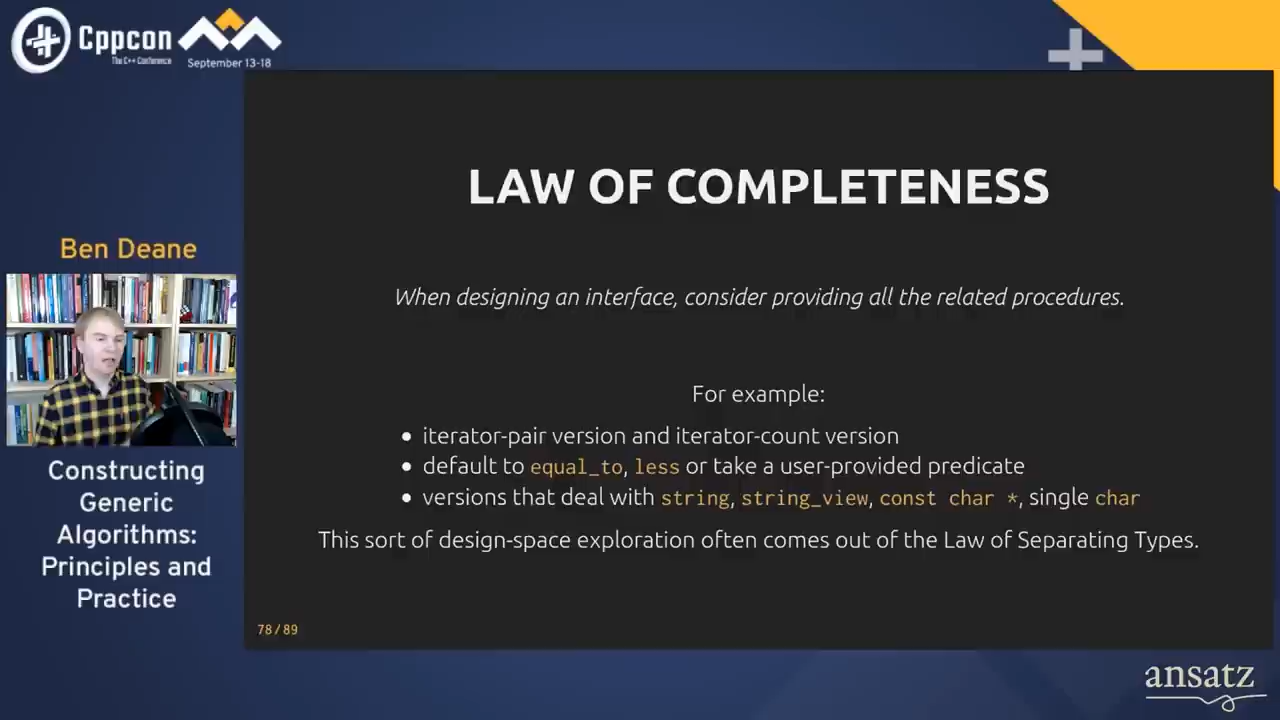 Cppcon
The C++ Conference
September 13-18
LAW OF COMPLETENESS
When designing an interface, consider providing all the related procedures.
For example:
• iterator-pair version and iterator-count version
• default to equal_to, less or take a user-provided predicate
• versions that deal with string, string_view, const char *, single char
This sort of design-space exploration often comes out of the Law of Separating Types.
78 / 89
Ben Deane
Constructing
Generic
Algorithms:
Principles and
Practice
ansatz